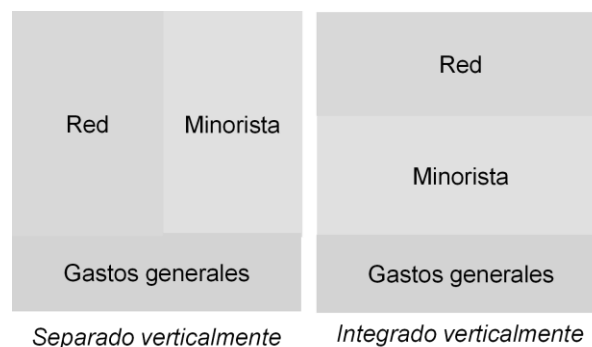 Red
Minorista
Gastos generales
Separado verticalmente
Red
Minorista
Gastos generales
Integrado verticalmente